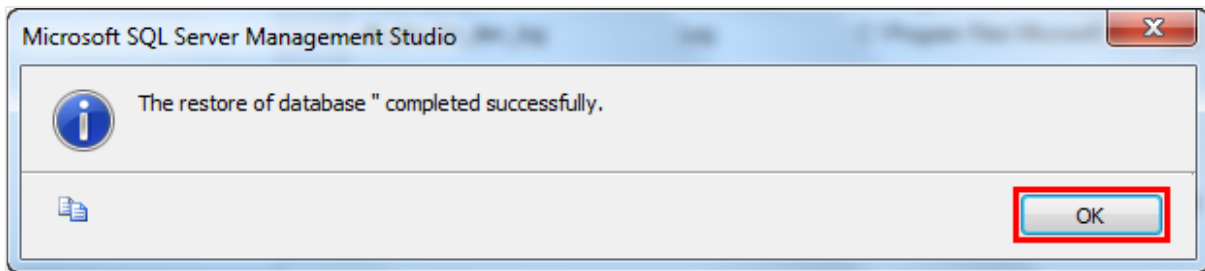 Microsoft SQL Server Management Studio
The restore of database '' completed successfully.
OK